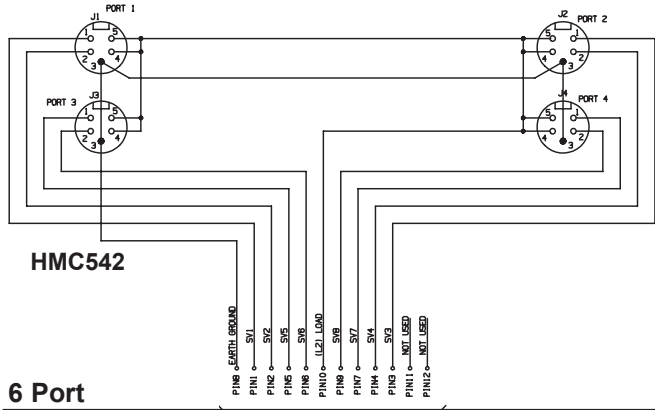 J1 PORT 1
J2 PORT 2
1 5
2 4
3
5 1
4 2
3
PORT 3 J3
J4 PORT 4
1 5
2 4
3
5 1
4 2
3
HMC542
EARTH GROUND
SV1
SV2
SV5
SV6
(L2) LOAD
SV8
SV7
SV4
SV3
NOT USED
NOT USED
PIN8
PIN1
PIN2
PIN5
PIN6
PIN10
PIN9
PIN7
PIN4
PIN3
PIN11
PIN12
6 Port